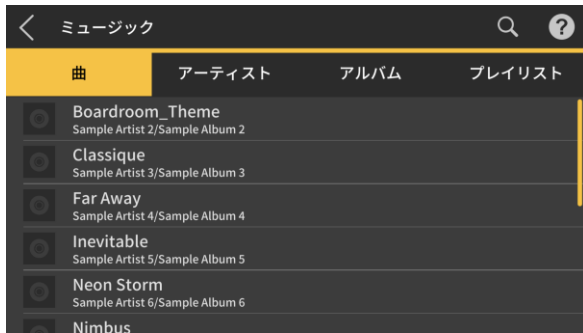 ミュージック
?
曲 アーティスト アルバム プレイリスト
Boardroom_Theme
Sample Artist 2/Sample Album 2
Classique
Sample Artist 3/Sample Album 3
Far Away
Sample Artist 4/Sample Album 4
Inevitable
Sample Artist 5/Sample Album 5
Neon Storm
Sample Artist 6/Sample Album 6
Nimbus